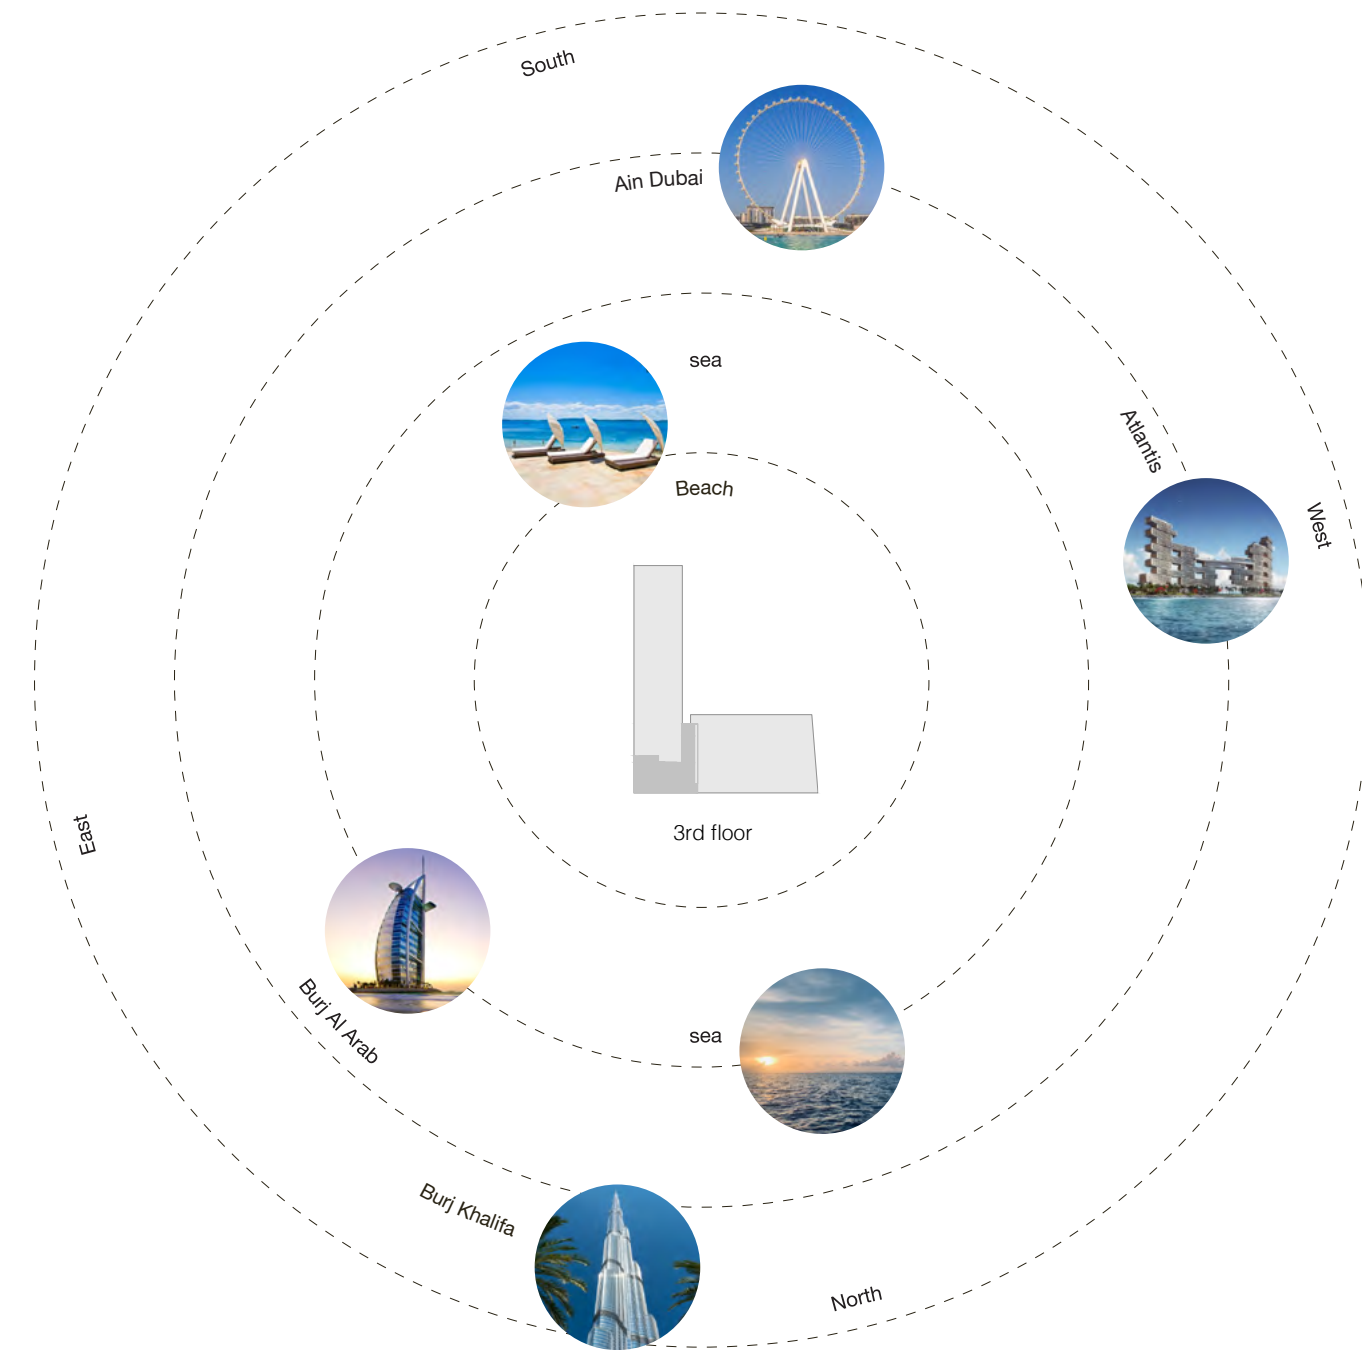 South
Ain Dubai
sea
Atlantis
Beach
West
3rd floor
East
Burj Al Arab
sea
Burj Khalifa
North